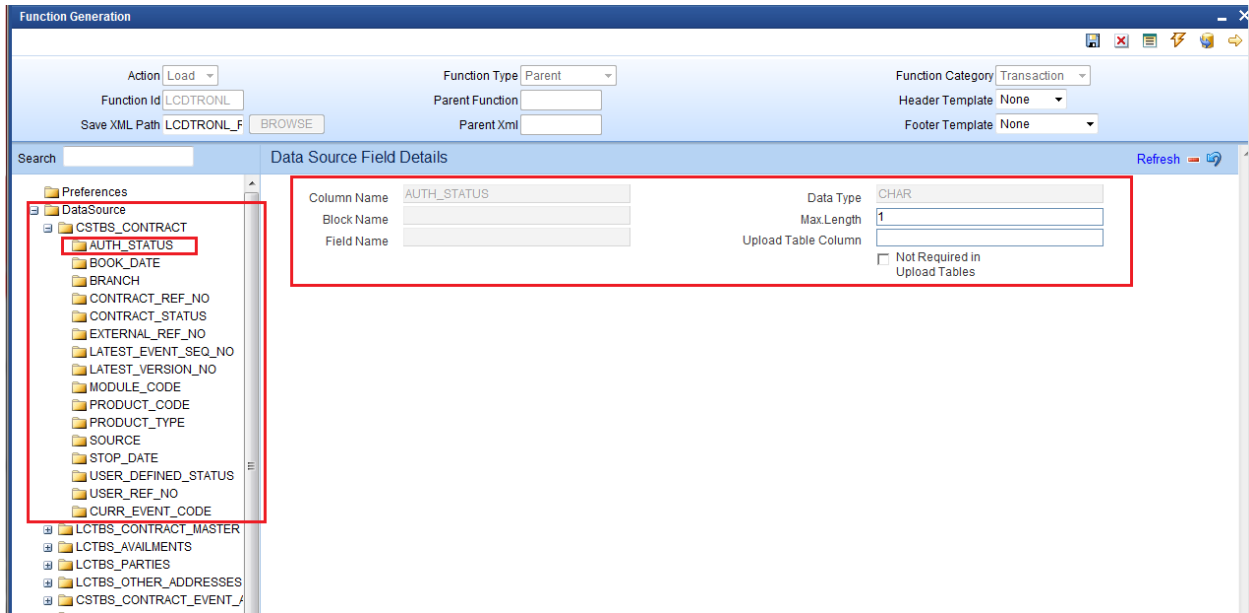 Function Generation
Action Load Function Type Parent Function Category Transaction
Function Id LCDTRONL Parent Function Header Template None
Save XML Path LCDTRONL_F BROWSE Parent Xml Footer Template None
Search Data Source Field Details Refresh
Preferences
DataSource
CSTBS_CONTRACT
AUTH_STATUS
BOOK_DATE
BRANCH
CONTRACT_REF_NO
CONTRACT_STATUS
EXTERNAL_REF_NO
LATEST_EVENT_SEQ_NO
LATEST_VERSION_NO
MODULE_CODE
PRODUCT_CODE
PRODUCT_TYPE
SOURCE
STOP_DATE
USER_DEFINED_STATUS
USER_REF_NO
CURR_EVENT_CODE
LCTBS_CONTRACT_MASTER
LCTBS_AVAILMENTS
LCTBS_PARTIES
LCTBS_OTHER_ADDRESSES
CSTBS_CONTRACT_EVENT_
Column Name AUTH_STATUS Data Type CHAR
Block Name Max.Length 1
Field Name Upload Table Column
Not Required in
Upload Tables